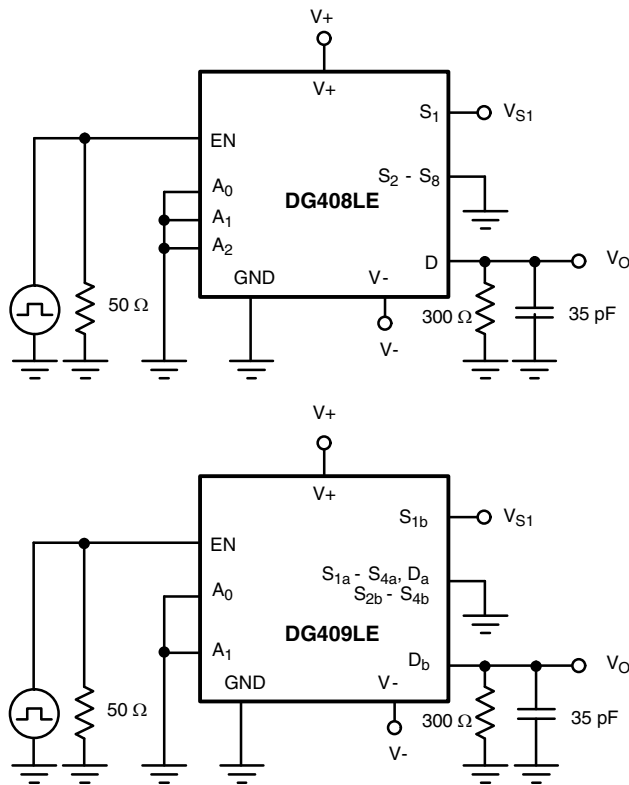 V+
V+
S1
VS1
EN
S2 - S8
A0
DG408LE
A1
A2
D
VO
GND
V-
50 Ω
300 Ω
35 pF
V-
V+
V+
S1b
VS1
EN
S1a - S4a, Da
A0
S2b - S4b
DG409LE
A1
Db
VO
GND
V-
50 Ω
300 Ω
35 pF
V-